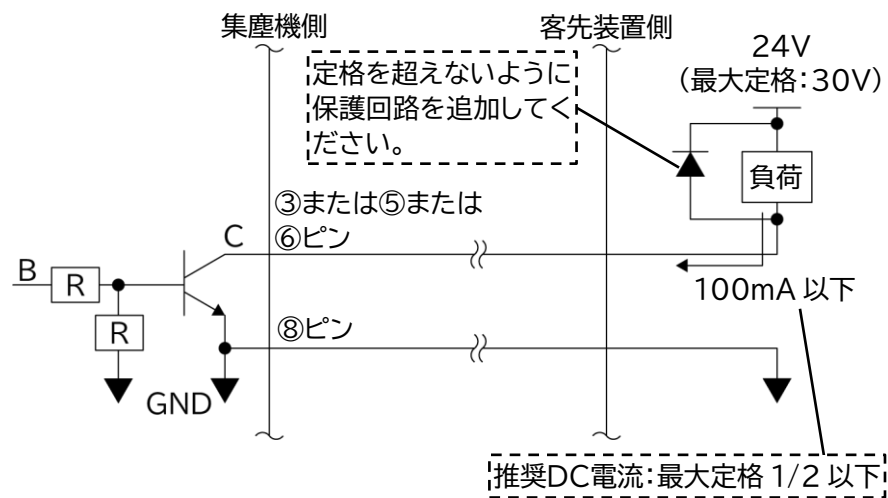 集塵機側
客先装置側
24V
（最大定格：30V）
定格を超えないように
保護回路を追加してく
ださい。
負荷
③または⑤または
⑥ピン
C
B
R
R
100mA 以下
⑧ピン
GND
推奨DC電流：最大定格 1/2 以下